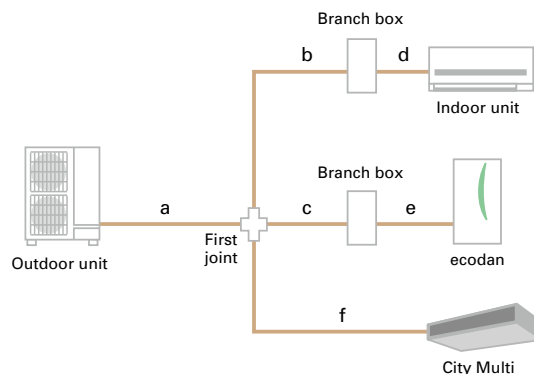 Branch box
b
d
Indoor unit
Branch box
a
c
e
First
joint
Outdoor unit
ecodan
f
City Multi